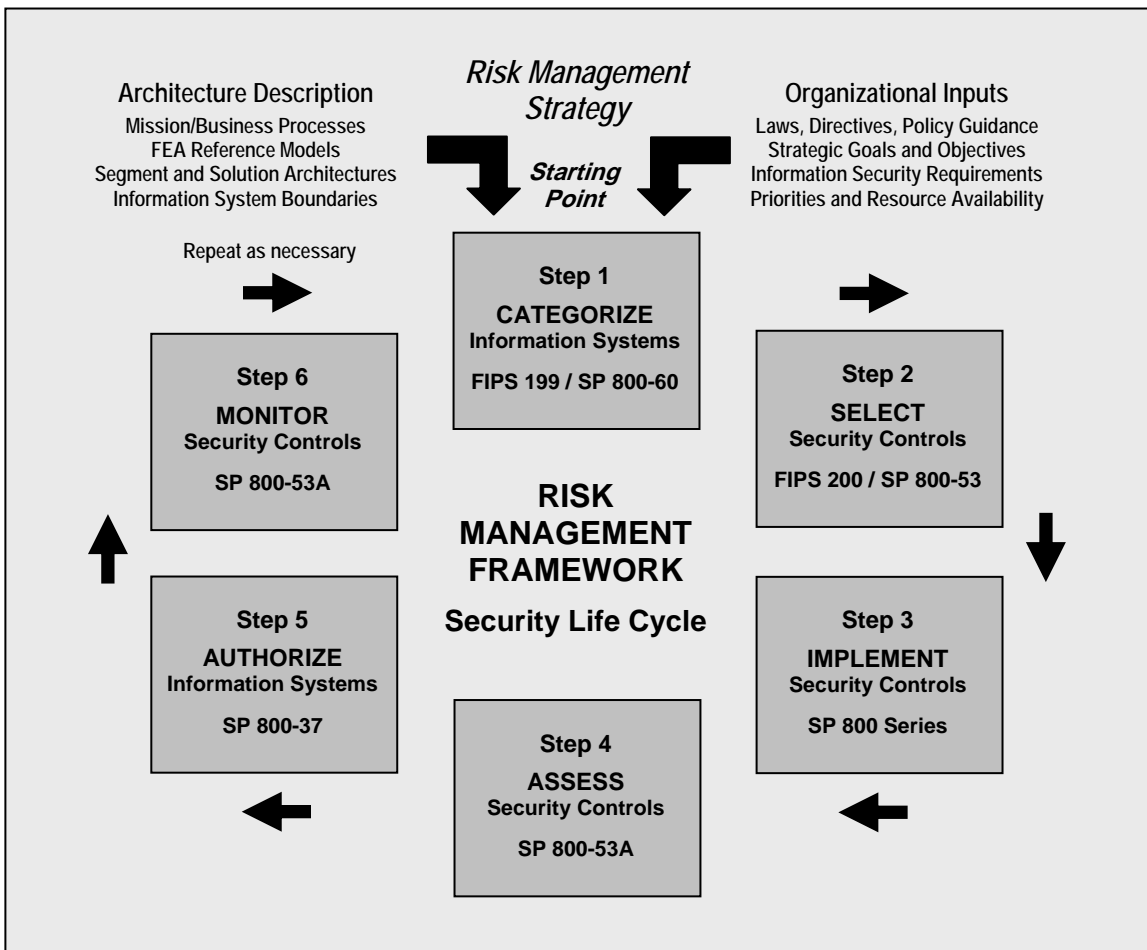 Risk Management
Strategy
Architecture Description
Mission/Business Processes
FEA Reference Models
Segment and Solution Architectures
Information System Boundaries
Organizational Inputs
Laws, Directives, Policy Guidance
Strategic Goals and Objectives
Information Security Requirements
Priorities and Resource Availability
Starting
Point
Repeat as necessary
Step 1
CATEGORIZE
Information Systems
FIPS 199 / SP 800-60
Step 2
SELECT
Security Controls
FIPS 200 / SP 800-53
Step 3
IMPLEMENT
Security Controls
SP 800 Series
Step 4
ASSESS
Security Controls
SP 800-53A
Step 5
AUTHORIZE
Information Systems
SP 800-37
Step 6
MONITOR
Security Controls
SP 800-53A
RISK
MANAGEMENT
FRAMEWORK
Security Life Cycle